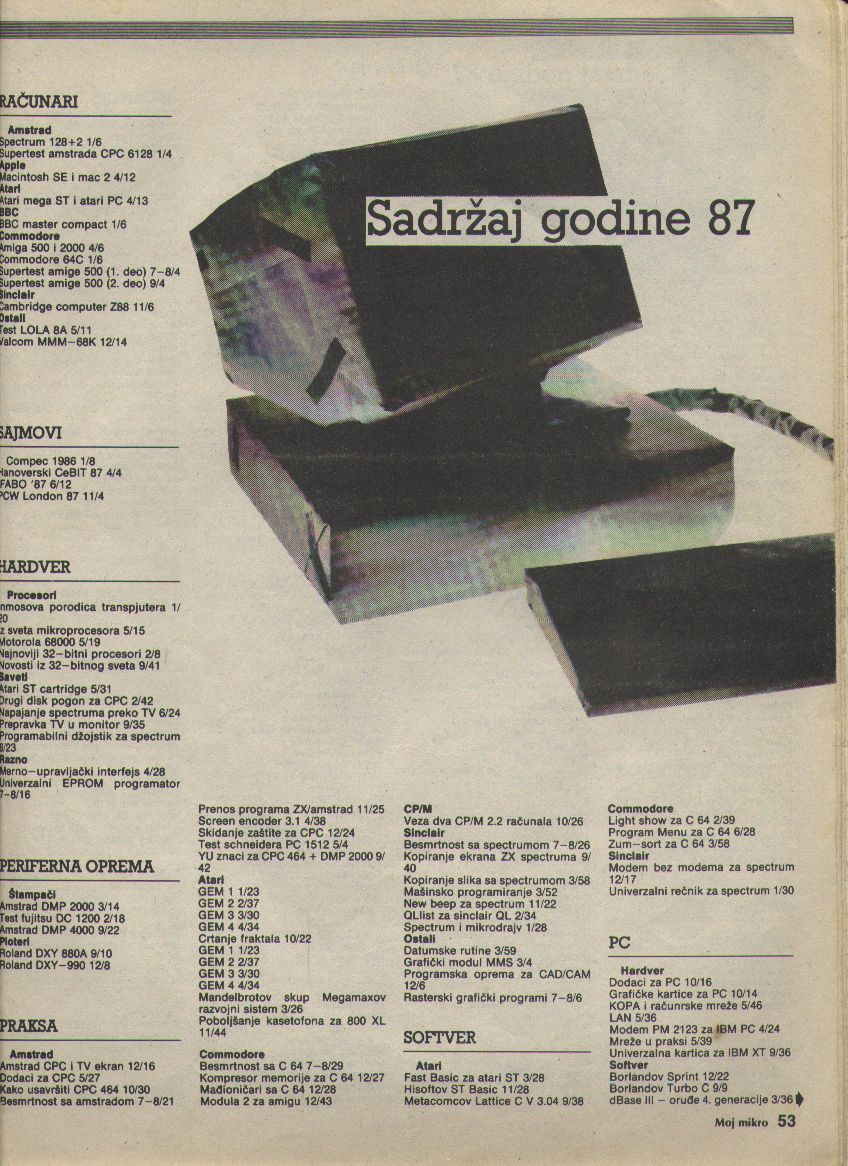 Sadržaj godine 87
RAČUNARI
Amstrad
Spectrum 128+2 1/6
Supertest amstrada CPC 6128 1/4
Apple
Macintosh SE i mac 2 4/12
Atari
Atari mega ST i atari PC 4/13
BBC
BBC master compact 1/6
Commodore
Amiga 500 i 2000 4/6
Commodore 64C 1/6
Supertest amige 500 (1. deo) 7–8/4
Supertest amige 500 (2. deo) 9/4
Sinclair
Cambridge computer Z88 11/6
Ostali
Test LOLA 8A 5/11
Valcom MMM–68K 12/14
SAJMOVI
Compec 1986 1/8
Hanoverski CeBIT 87 4/4
FABO '87 6/12
PCW London 87 11/4
HARDVER
Procesori
Inmosova porodica transpjutera 1/
20
Iz sveta mikroprocesora 5/15
Motorola 68000 5/19
Najnoviji 32–bitni procesori 2/8
Novosti iz 32–bitnog sveta 9/41
Saveti
Atari ST cartridge 5/31
Drugi disk pogon za CPC 2/42
Napajanje spectruma preko TV 6/24
Prepravka TV u monitor 9/35
Programabilni džojstik za spectrum
6/23
Razno
Merno–upravljački interfejs 4/28
Univerzalni EPROM programator
7–8/16
PERIFERNA OPREMA
Štampači
Amstrad DMP 2000 3/14
Test fujitsu DC 1200 2/18
Amstrad DMP 4000 9/22
Ploteri
Roland DXY 880A 9/10
Roland DXY–990 12/8
PRAKSA
Amstrad
Amstrad CPC i TV ekran 12/16
Dodaci za CPC 5/27
Kako usavršiti CPC 464 10/30
Besmrtnost sa amstradom 7–8/21
Prenos programa ZX/amstrad 11/25
Screen encoder 3.1 4/38
Skidanje zaštite za CPC 12/24
Test schneidera PC 1512 5/4
YU znaci za CPC 464 + DMP 2000 9/
42
Atari
GEM 1 1/23
GEM 2 2/37
GEM 3 3/30
GEM 4 4/34
Crtanje fraktala 10/22
GEM 1 1/23
GEM 2 2/37
GEM 3 3/30
GEM 4 4/34
Mandelbrotov skup Megamaxov
razvojni sistem 3/26
Poboljšanje kasetofona za 800 XL
11/44
Commodore
Besmrtnost sa C 64 7–8/29
Kompresor memorije za C 64 12/27
Mađioničari sa C 64 12/28
Modula 2 za amigu 12/43
CP/M
Veza dva CP/M 2.2 računala 10/26
Sinclair
Besmrtnost sa spectrumom 7–8/26
Kopiranje ekrana ZX spectruma 9/
40
Kopiranje slika sa spectrumom 3/58
Mašinsko programiranje 3/52
New beep za spectrum 11/22
QLlist za sinclair QL 2/34
Spectrum i mikrodrajv 1/28
Ostali
Datumske rutine 3/59
Grafički modul MMS 3/4
Programska oprema za CAD/CAM
12/6
Rasterski grafički programi 7–8/6
SOFTVER
Atari
Fast Basic za atari ST 3/28
Hisoftov ST Basic 11/28
Metacomcov Lattice C V 3.04 9/38
Commodore
Light show za C 64 2/39
Program Menu za C 64 6/28
Zum–sort za C 64 3/58
Sinclair
Modem bez modema za spectrum
12/17
Univerzalni rečnik za spectrum 1/30
PC
Hardver
Dodaci za PC 10/16
Grafičke kartice za PC 10/14
KOPA i računrske mreže 5/46
LAN 5/36
Modem PM 2123 za IBM PC 4/24
Mreže u praksi 5/39
Univerzalna kartica za IBM XT 9/36
Softver
Borlandov Sprint 12/22
Borlandov Turbo C 9/9
dBase III – oruđe 4. generacije 3/36
Moj mikro 53